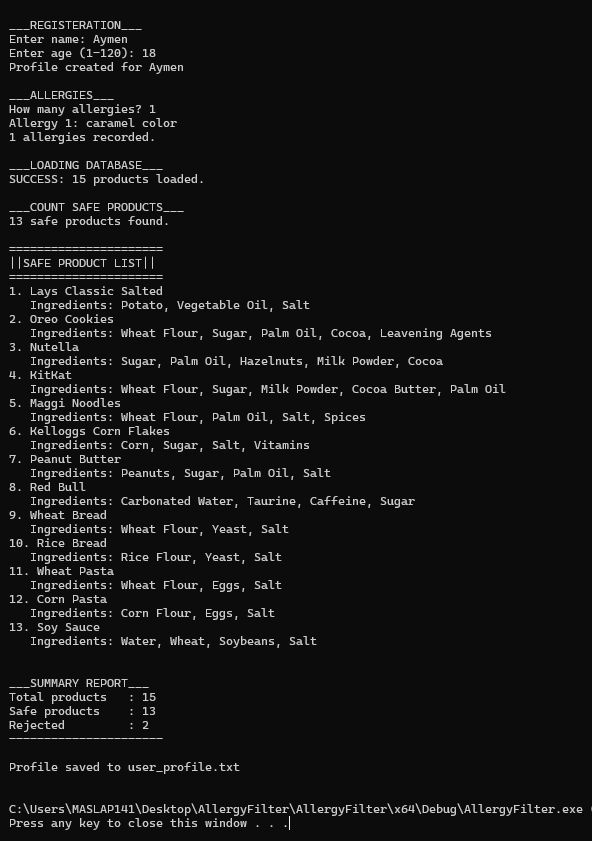 ___REGISTERATION___
Enter name: Aymen
Enter age (1-120): 18
Profile created for Aymen
___ALLERGIES___
How many allergies? 1
Allergy 1: caramel color
1 allergies recorded.
___LOADING DATABASE___
SUCCESS: 15 products loaded.
___COUNT SAFE PRODUCTS___
13 safe products found.
======================
||SAFE PRODUCT LIST||
======================
1. Lays Classic Salted
   Ingredients: Potato, Vegetable Oil, Salt
2. Oreo Cookies
   Ingredients: Wheat Flour, Sugar, Palm Oil, Cocoa, Leavening Agents
3. Nutella
   Ingredients: Sugar, Palm Oil, Hazelnuts, Milk Powder, Cocoa
4. KitKat
   Ingredients: Wheat Flour, Sugar, Milk Powder, Cocoa Butter, Palm Oil
5. Maggi Noodles
   Ingredients: Wheat Flour, Palm Oil, Salt, Spices
6. Kelloggs Corn Flakes
   Ingredients: Corn, Sugar, Salt, Vitamins
7. Peanut Butter
   Ingredients: Peanuts, Sugar, Palm Oil, Salt
8. Red Bull
   Ingredients: Carbonated Water, Taurine, Caffeine, Sugar
9. Wheat Bread
   Ingredients: Wheat Flour, Yeast, Salt
10. Rice Bread
   Ingredients: Rice Flour, Yeast, Salt
11. Wheat Pasta
   Ingredients: Wheat Flour, Eggs, Salt
12. Corn Pasta
   Ingredients: Corn Flour, Eggs, Salt
13. Soy Sauce
   Ingredients: Water, Wheat, Soybeans, Salt
___SUMMARY REPORT___
Total products   : 15
Safe products    : 13
Rejected         : 2
----------------------
Profile saved to user_profile.txt
C:\Users\MASLAP141\Desktop\AllergyFilter\AllergyFilter\x64\Debug\AllergyFilter.exe (
Press any key to close this window . . .